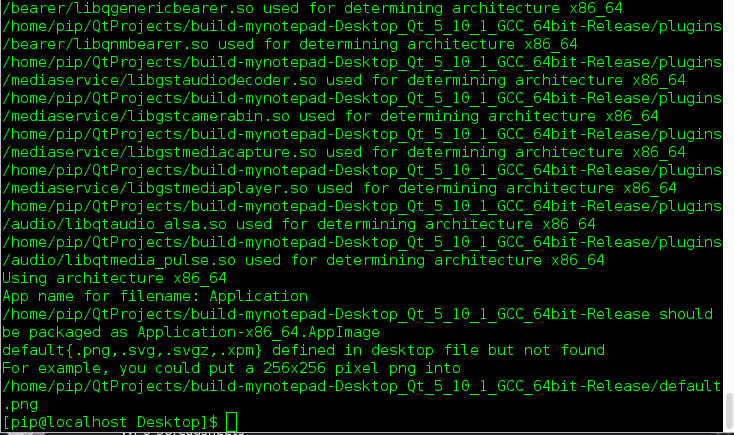 /bearer/libqgenericbearer.so used for determining architecture x86_64
/home/pip/QtProjects/build-mynotepad-Desktop_Qt_5_10_1_GCC_64bit-Release/plugins
/bearer/libqnmbearer.so used for determining architecture x86_64
/home/pip/QtProjects/build-mynotepad-Desktop_Qt_5_10_1_GCC_64bit-Release/plugins
/mediaservice/libgstaudiodecoder.so used for determining architecture x86_64
/home/pip/QtProjects/build-mynotepad-Desktop_Qt_5_10_1_GCC_64bit-Release/plugins
/mediaservice/libgstcamerabin.so used for determining architecture x86_64
/home/pip/QtProjects/build-mynotepad-Desktop_Qt_5_10_1_GCC_64bit-Release/plugins
/mediaservice/libgstmediacapture.so used for determining architecture x86_64
/home/pip/QtProjects/build-mynotepad-Desktop_Qt_5_10_1_GCC_64bit-Release/plugins
/mediaservice/libgstmediaplayer.so used for determining architecture x86_64
/home/pip/QtProjects/build-mynotepad-Desktop_Qt_5_10_1_GCC_64bit-Release/plugins
/audio/libqtaudio_alsa.so used for determining architecture x86_64
/home/pip/QtProjects/build-mynotepad-Desktop_Qt_5_10_1_GCC_64bit-Release/plugins
/audio/libqtmedia_pulse.so used for determining architecture x86_64
Using architecture x86_64
App name for filename: Application
/home/pip/QtProjects/build-mynotepad-Desktop_Qt_5_10_1_GCC_64bit-Release should
be packaged as Application-x86_64.AppImage
default{.png,.svg,.svgz,.xpm} defined in desktop file but not found
For example, you could put a 256x256 pixel png into
/home/pip/QtProjects/build-mynotepad-Desktop_Qt_5_10_1_GCC_64bit-Release/default
.png
[pip@localhost Desktop]$